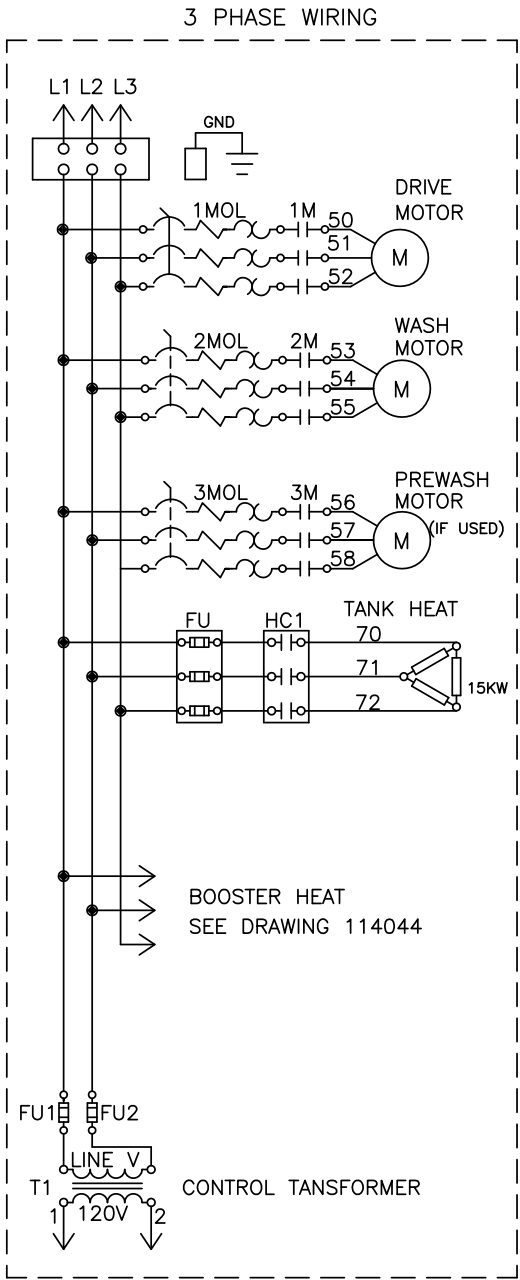 3 PHASE WIRING
L1 L2 L3
GND
DRIVE
MOTOR
1MOL 1M 50
51
M
52
WASH
MOTOR
2MOL 2M 53
54
M
55
PREWASH
MOTOR
(IF USED)
3MOL 3M 56
57
M
58
TANK HEAT
FU HC1 70
71
15KW
72
BOOSTER HEAT
SEE DRAWING 114044
FU1 FU2
LINE V
T1 CONTROL TANSFORMER
1 120V 2